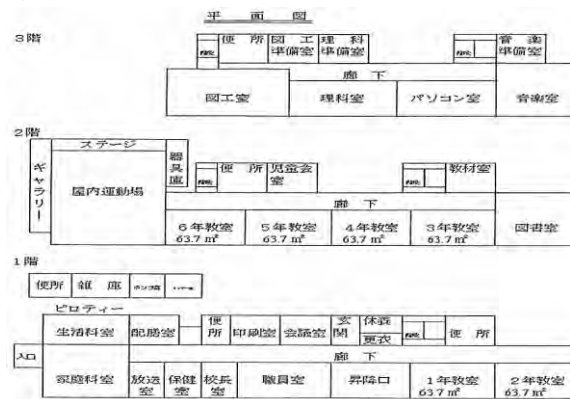 平面図
3階
便所 図工準備室 理科準備室 音楽準備室
廊下
図工室 理科室 パソコン室 音楽室
2階
ステージ
ギャラリー
屋内運動場
器具庫
便所 児童会室 教材室
廊下
6年教室 5年教室 4年教室 3年教室 図書室
63.7㎡ 63.7㎡ 63.7㎡ 63.7㎡
1階
便所 雑庫
ピロティー
生活科室 配膳室 便所 印刷室 会議室 玄関 休養 更衣 便所
入口
廊下
家庭科室 放送室 保健室 校長室 職員室 昇降口 1年教室 2年教室
63.7㎡ 63.7㎡